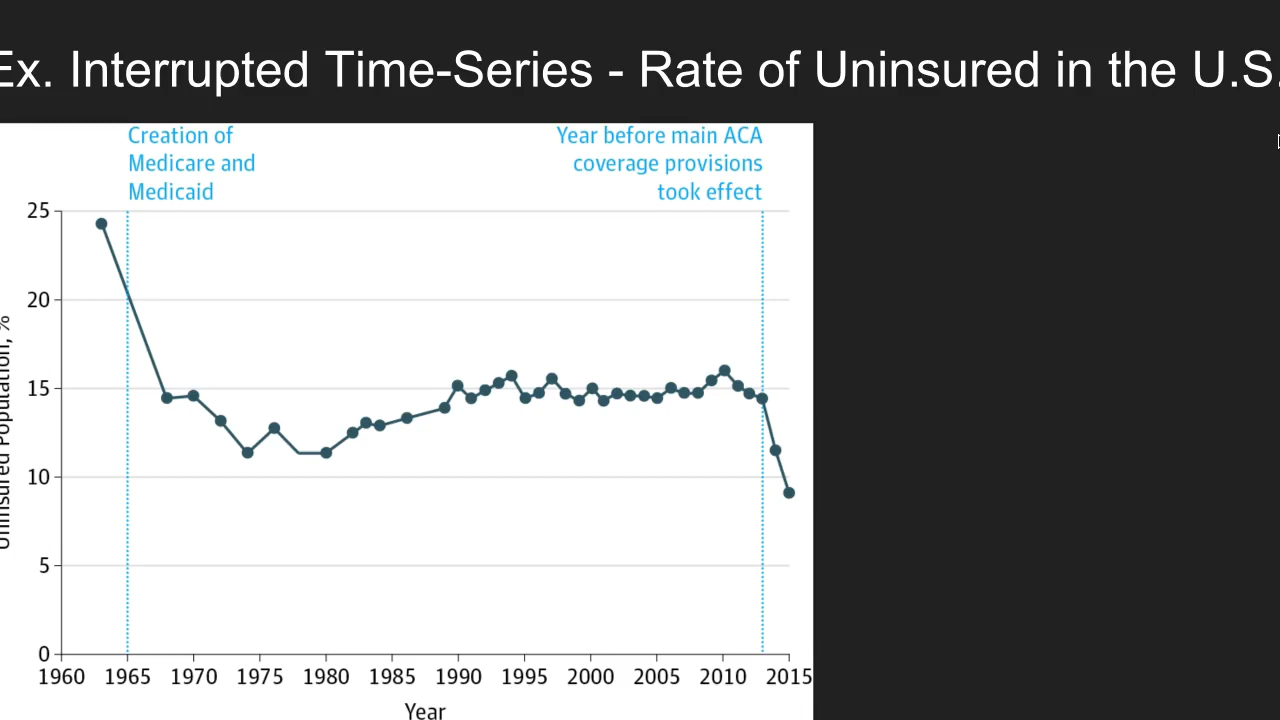 Ex. Interrupted Time-Series - Rate of Uninsured in the U.S.
Creation of
Medicare and
Medicaid
Year before main ACA
coverage provisions
took effect
25
20
15
10
5
0
Uninsured Population, %
1960 1965 1970 1975 1980 1985 1990 1995 2000 2005 2010 2015
Year